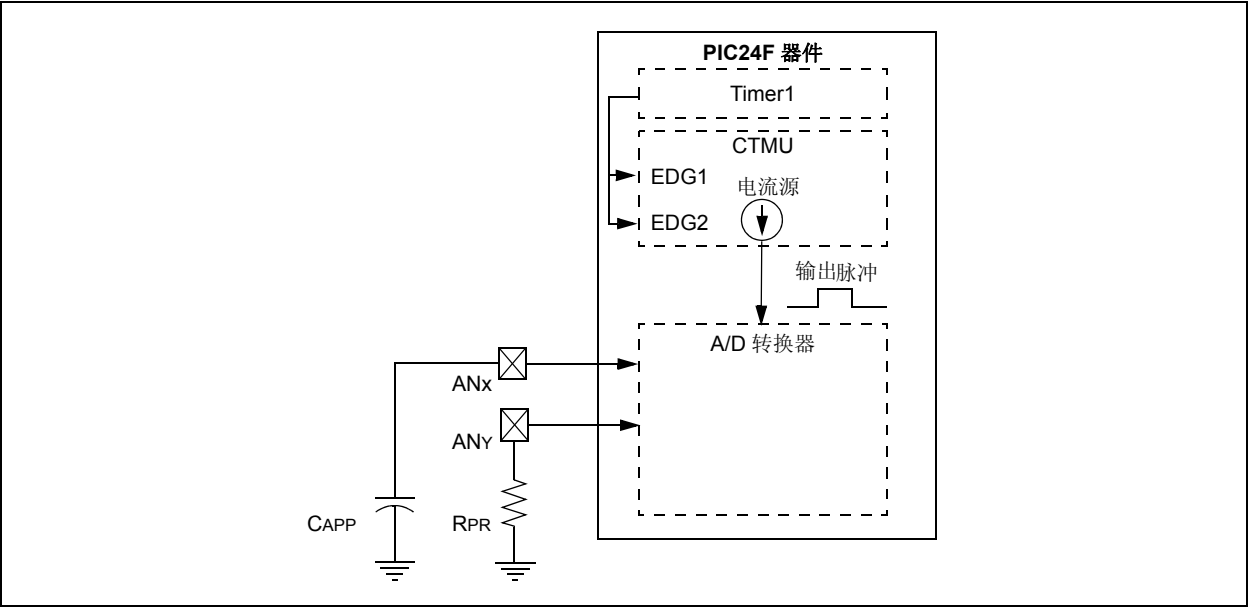 PIC24F 器件
Timer1
CTMU
EDG1
电流源
EDG2
输出脉冲
A/D 转换器
ANX
ANY
CAPP
RPR